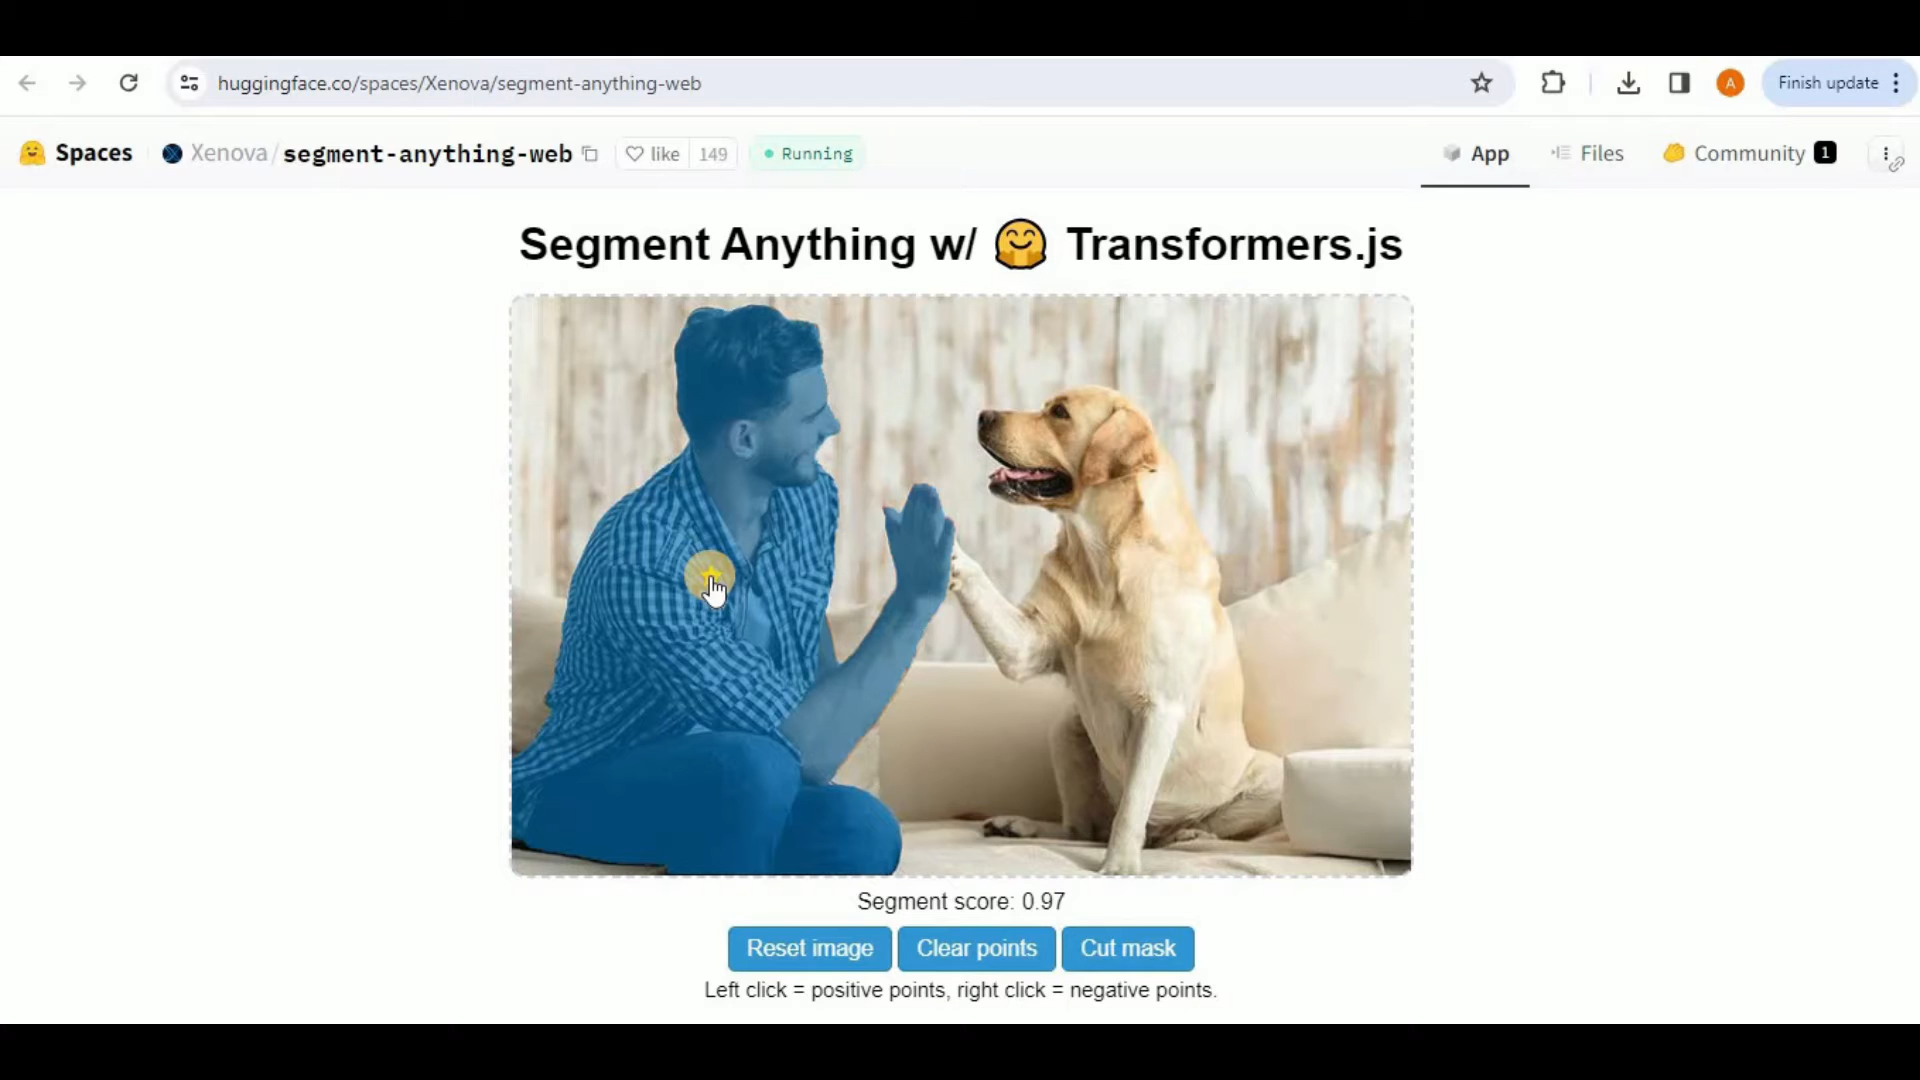 huggingface.co/spaces/Xenova/segment-anything-web
A
Finish update
Spaces
Xenova/segment-anything-web
like 149
Running
App
Files
Community 1
Segment Anything w/ 🤗 Transformers.js
Segment score: 0.97
Reset image
Clear points
Cut mask
Left click = positive points, right click = negative points.